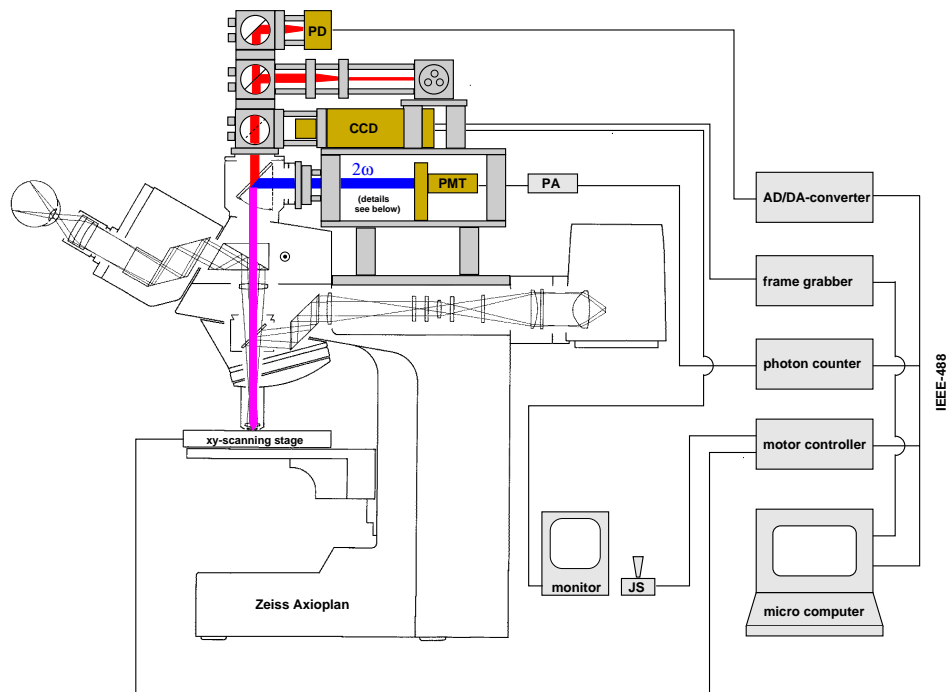 PD
CCD
2ω
(details
see below)
PMT
PA
AD/DA-converter
frame grabber
photon counter
IEEE-488
motor controller
xy-scanning stage
Zeiss Axioplan
monitor
JS
micro computer